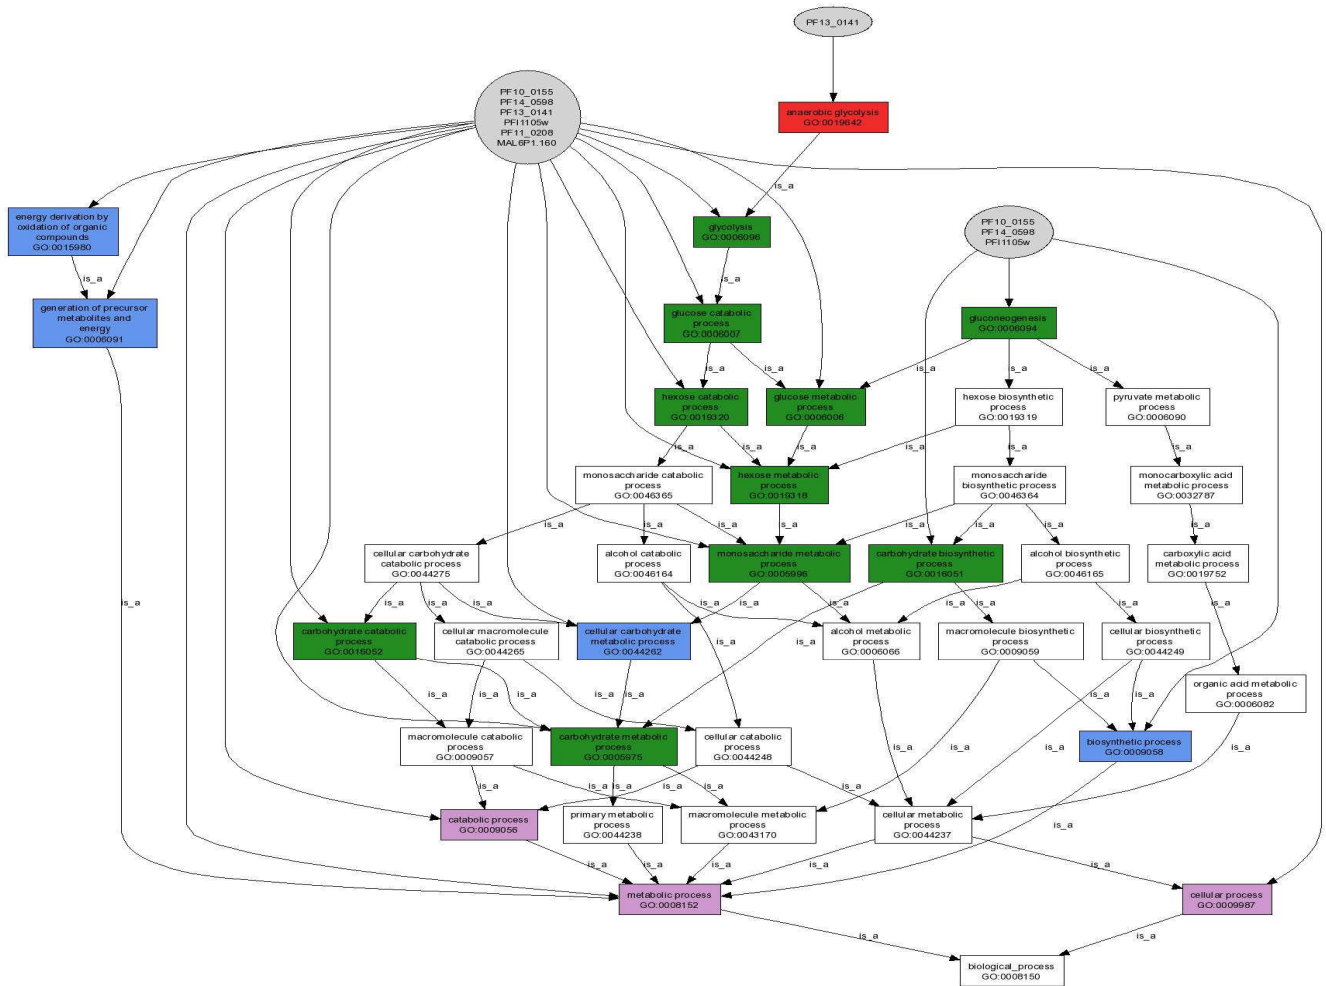 PF13_0141
PF10_0155
PF14_0598
PF13_0141
PFI1105w
PF11_0208
MAL6P1.160
anaerobic glycolysis
GO:0019642
is_a
energy derivation by
oxidation of organic
compounds
GO:0015980
glycolysis
GO:0006096
PF10_0155
PF14_0598
PFI1105w
is_a
is_a
generation of precursor
metabolites and
energy
GO:0006091
glucose catabolic
process
GO:0006007
gluconeogenesis
GO:0006094
is_a
is_a
is_a
is_a
is_a
hexose catabolic
process
GO:0019320
glucose metabolic
process
GO:0006006
hexose biosynthetic
process
GO:0019319
pyruvate metabolic
process
GO:0006090
is_a
is_a
is_a
is_a
is_a
is_a
monosaccharide catabolic
process
GO:0046365
hexose metabolic
process
GO:0019318
monosaccharide
biosynthetic process
GO:0046364
monocarboxylic acid
metabolic process
GO:0032787
is_a
is_a
is_a
is_a
is_a
is_a
is_a
is_a
cellular carbohydrate
catabolic process
GO:0044275
alcohol catabolic
process
GO:0046164
monosaccharide metabolic
process
GO:0005996
carbohydrate biosynthetic
process
GO:0016051
alcohol biosynthetic
process
GO:0046165
carboxylic acid
metabolic process
GO:0019752
is_a
is_a
is_a
is_a
is_a
is_a
is_a
is_a
is_a
is_a
is_a
is_a
is_a
carbohydrate catabolic
process
GO:0016052
cellular macromolecule
catabolic process
GO:0044265
cellular carbohydrate
metabolic process
GO:0044262
alcohol metabolic
process
GO:0006066
macromolecule biosynthetic
process
GO:0009059
cellular biosynthetic
process
GO:0044249
organic acid metabolic
process
GO:0006082
is_a
is_a
is_a
is_a
is_a
is_a
is_a
is_a
macromolecule catabolic
process
GO:0009057
carbohydrate metabolic
process
GO:0005975
cellular catabolic
process
GO:0044248
biosynthetic process
GO:0009058
is_a
is_a
is_a
is_a
is_a
is_a
is_a
is_a
is_a
is_a
catabolic process
GO:0009056
primary metabolic
process
GO:0044238
macromolecule metabolic
process
GO:0043170
cellular metabolic
process
GO:0044237
is_a
is_a
is_a
is_a
is_a
is_a
metabolic process
GO:0008152
cellular process
GO:0009987
is_a
is_a
biological_process
GO:0008150